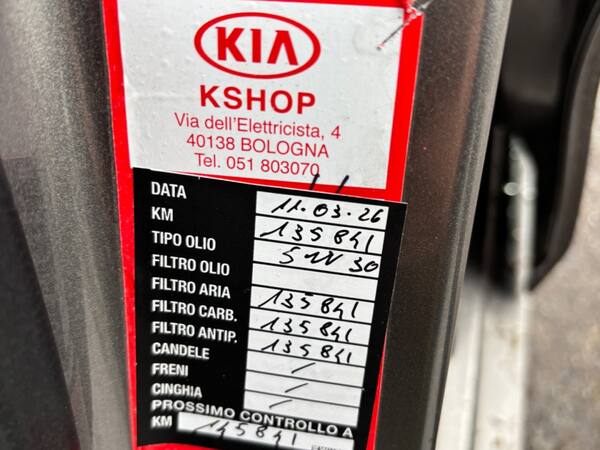 KIA
KSHOP
Via dell'Elettricista, 4
40138 BOLOGNA
Tel. 051 803070
DATA 11.03.26
KM 135841
TIPO OLIO 5W30
FILTRO OLIO
FILTRO ARIA 135841
FILTRO CARB. 135841
FILTRO ANTIP. 135841
CANDELE /
FRENI /
CINGHIA
PROSSIMO CONTROLLO A
KM 145841